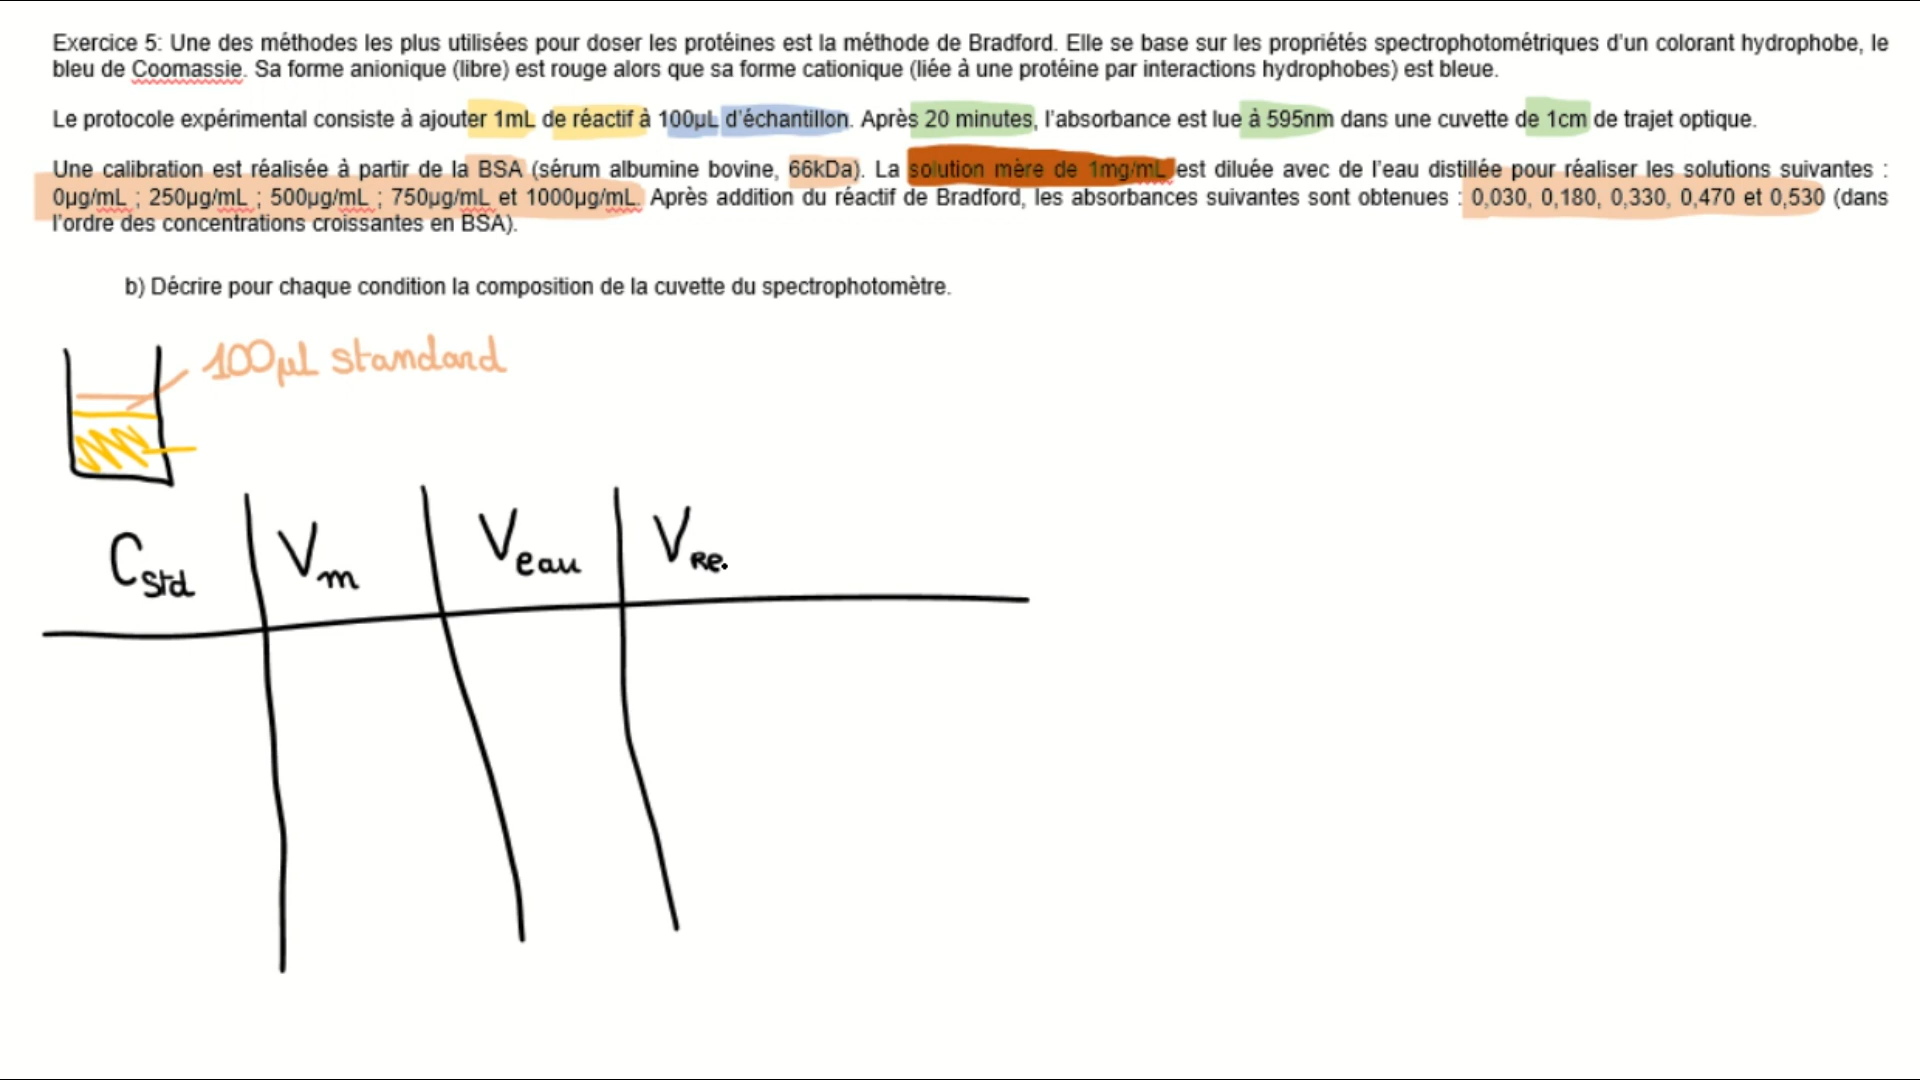 Exercice 5: Une des méthodes les plus utilisées pour doser les protéines est la méthode de Bradford. Elle se base sur les propriétés spectrophotométriques d'un colorant hydrophobe, le
bleu de Coomassie. Sa forme anionique (libre) est rouge alors que sa forme cationique (liée à une protéine par interactions hydrophobes) est bleue.
Le protocole expérimental consiste à ajouter 1mL de réactif à 100µL d'échantillon. Après 20 minutes, l'absorbance est lue à 595nm dans une cuvette de 1cm de trajet optique.
Une calibration est réalisée à partir de la BSA (sérum albumine bovine, 66kDa). La solution mère de 1mg/mL est diluée avec de l'eau distillée pour réaliser les solutions suivantes :
0µg/mL ; 250µg/mL ; 500µg/mL ; 750µg/mL et 1000µg/mL. Après addition du réactif de Bradford, les absorbances suivantes sont obtenues : 0,030, 0,180, 0,330, 0,470 et 0,530 (dans
l'ordre des concentrations croissantes en BSA).
b) Décrire pour chaque condition la composition de la cuvette du spectrophotomètre.
100µL standard
Cstd Vm Veau VRe.